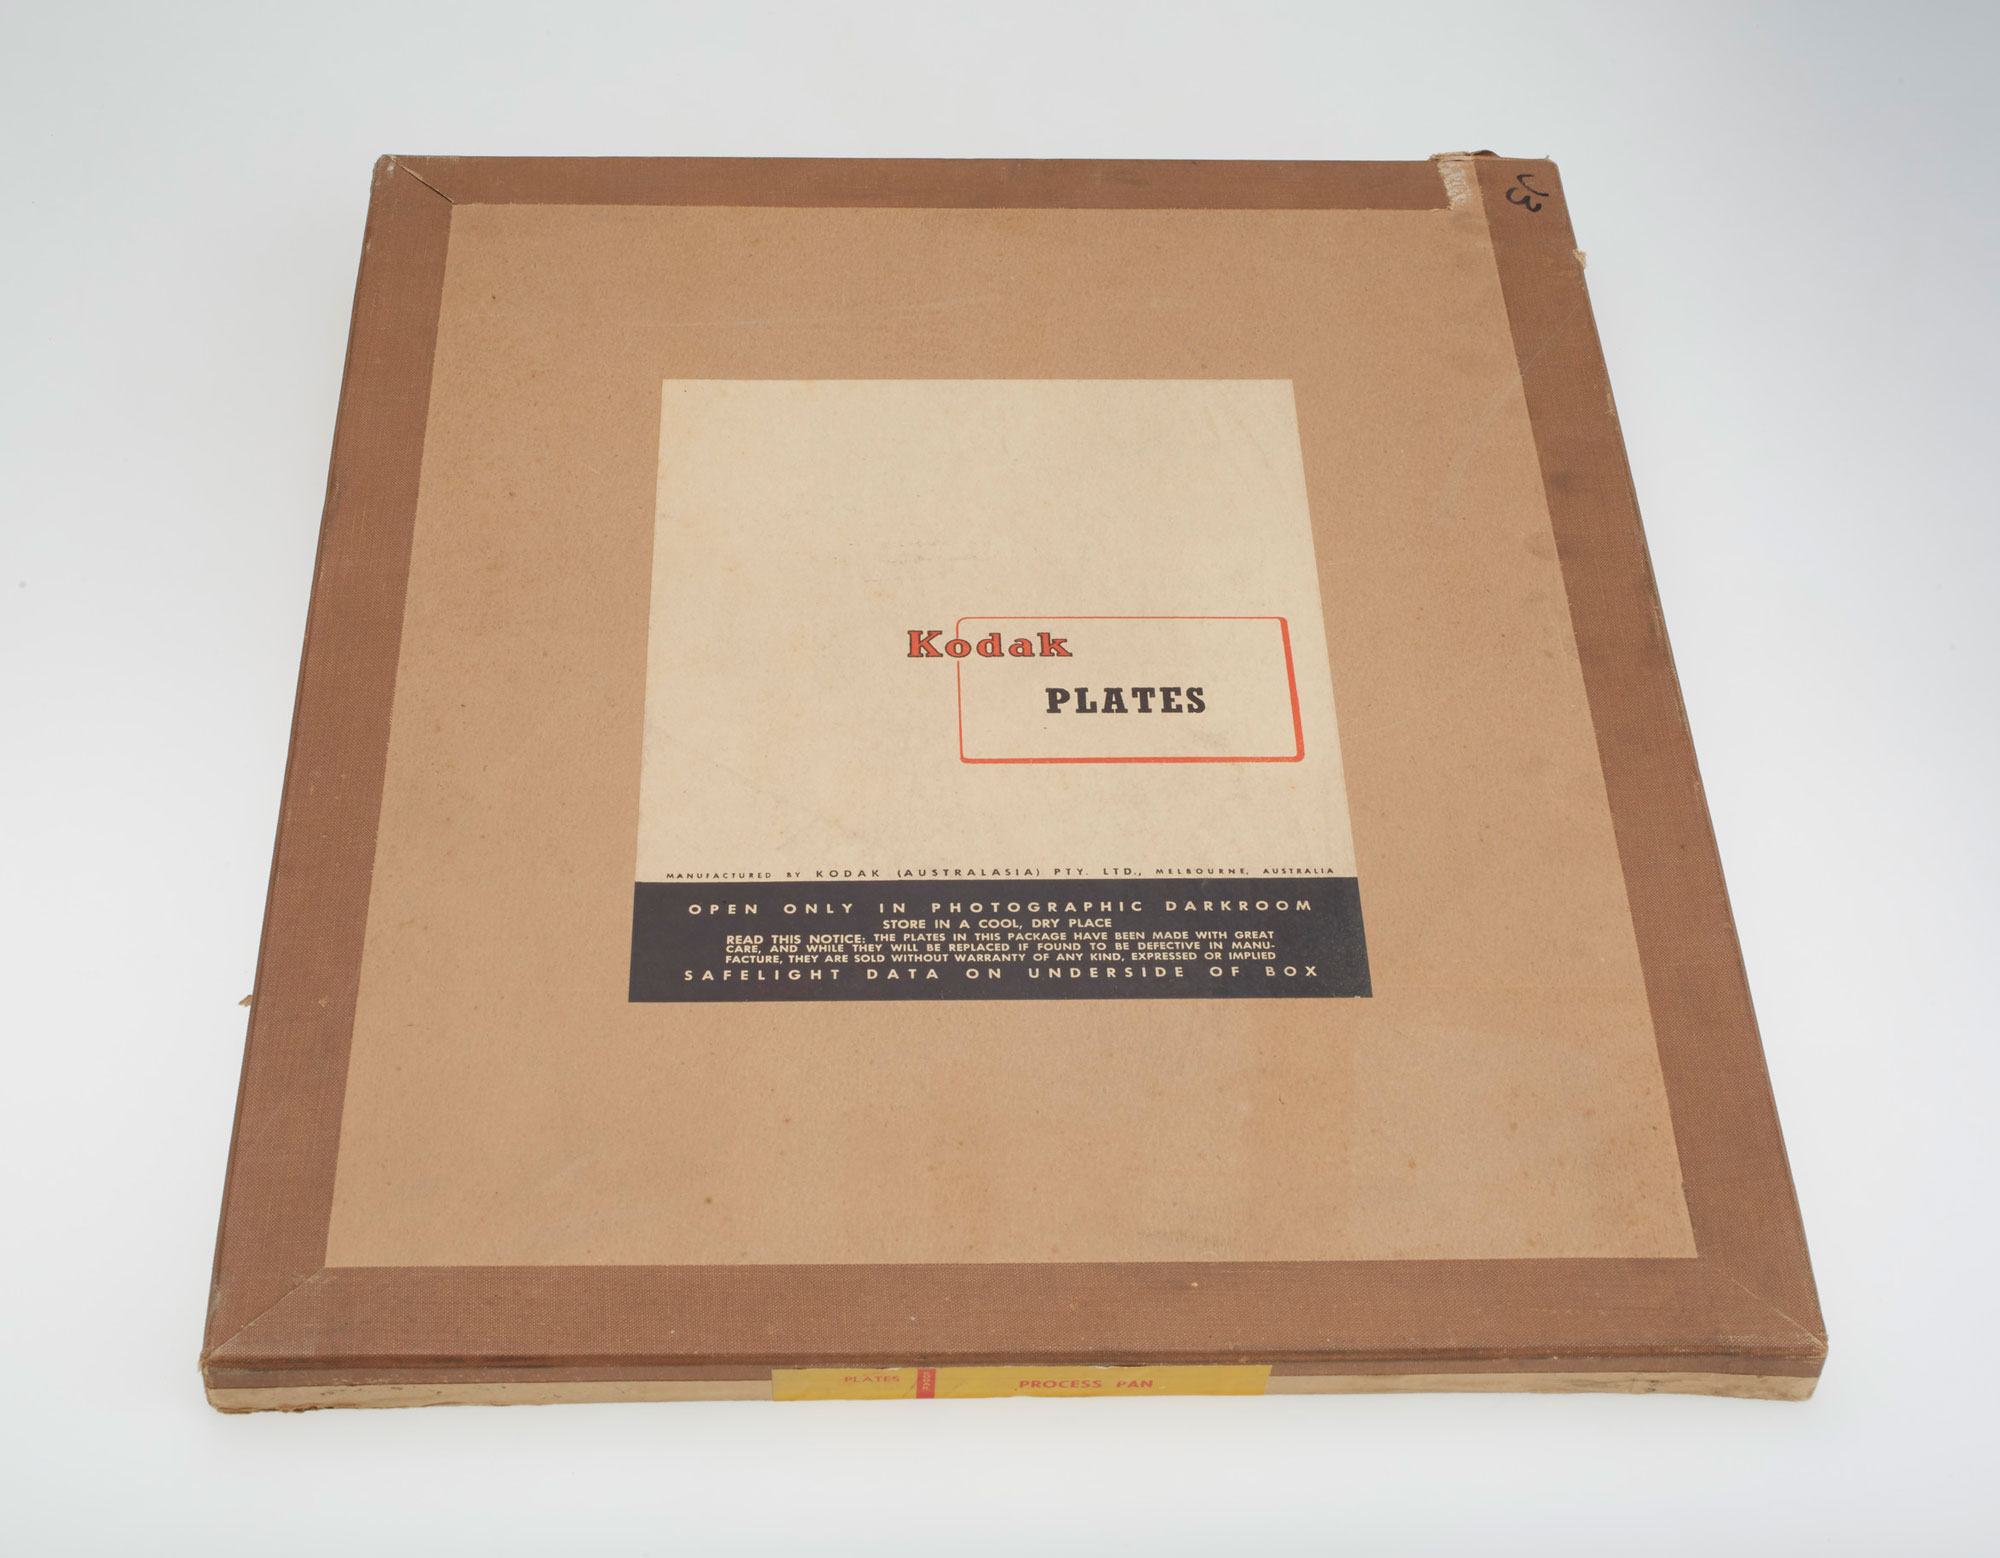 Kodak
PLATES
MANUFACTURED BY KODAK (AUSTRALASIA) PTY. LTD., MELBOURNE, AUSTRALIA
OPEN ONLY IN PHOTOGRAPHIC DARKROOM
STORE IN A COOL, DRY PLACE
READ THIS NOTICE: THE PLATES IN THIS PACKAGE HAVE BEEN MADE WITH GREAT
CARE, AND WHILE THEY WILL BE REPLACED IF FOUND TO BE DEFECTIVE IN MANU-
FACTURE, THEY ARE SOLD WITHOUT WARRANTY OF ANY KIND, EXPRESSED OR IMPLIED
SAFELIGHT DATA ON UNDERSIDE OF BOX
PLATES KODAK PROCESS PAN